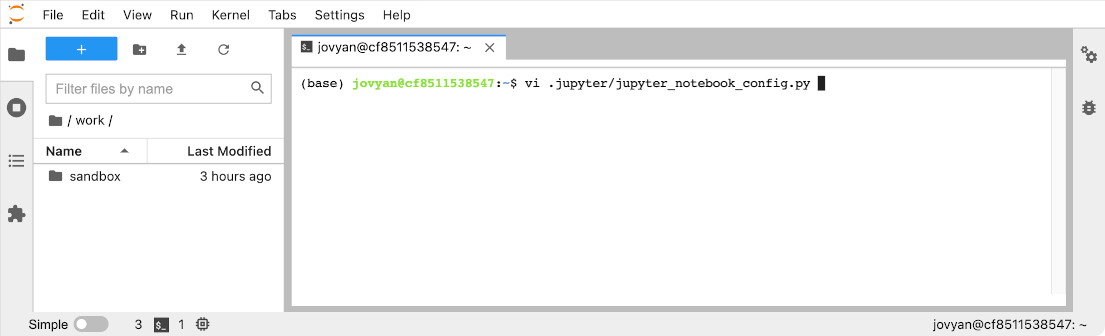 File Edit View Run Kernel Tabs Settings Help
+
Filter files by name
/ work /
Name Last Modified
sandbox 3 hours ago
$_ jovyan@cf8511538547: ~ ×
(base) jovyan@cf8511538547:~$ vi .jupyter/jupyter_notebook_config.py
Simple 3 $_ 1 jovyan@cf8511538547: ~